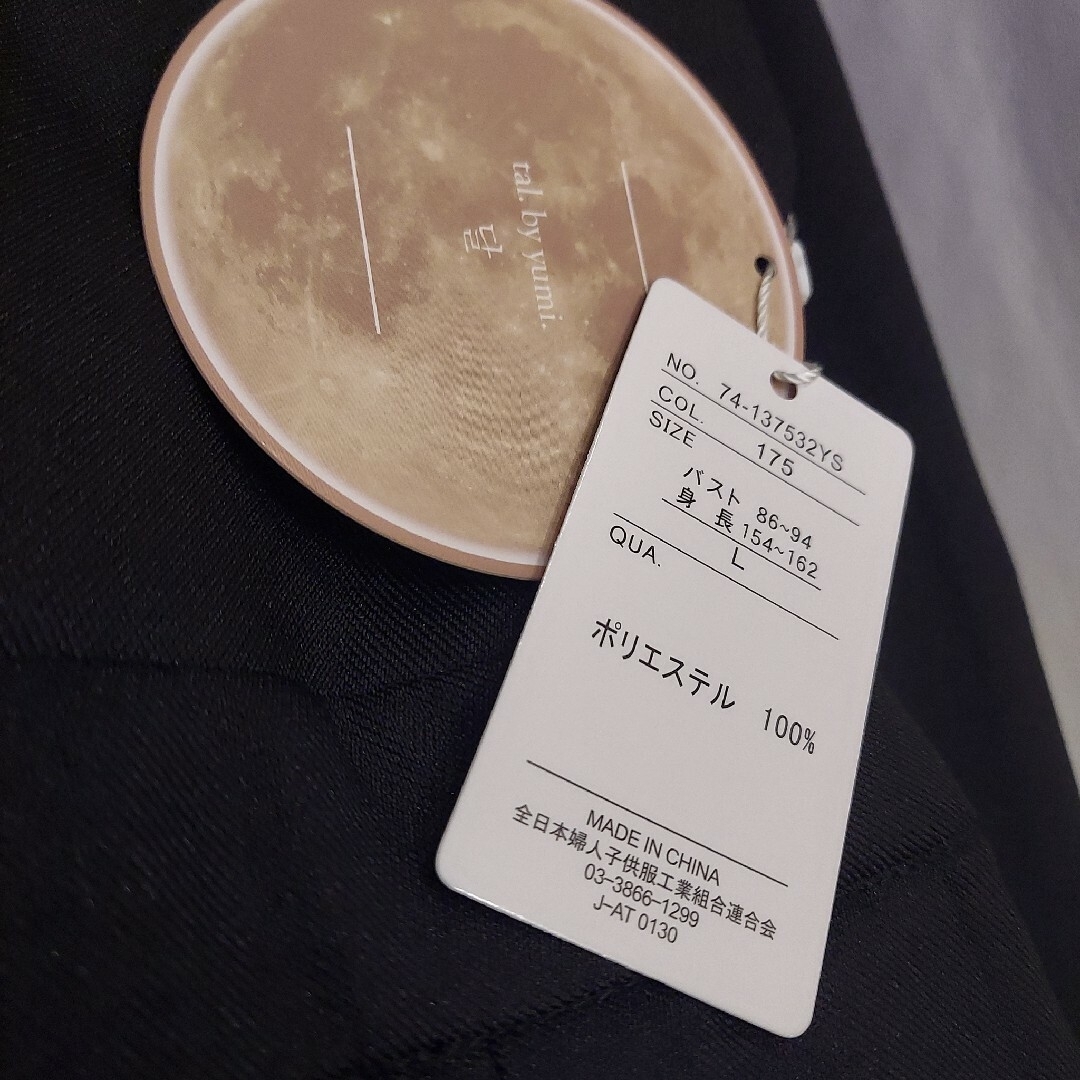 tal. by yumi.
달
NO. 74-137532YS
COL. 175
SIZE
バスト 86~94
身 長 154~162
L
QUA.
ポリエステル 100%
MADE IN CHINA
全日本婦人子供服工業組合連合会
03-3866-1299
J-AT 0130